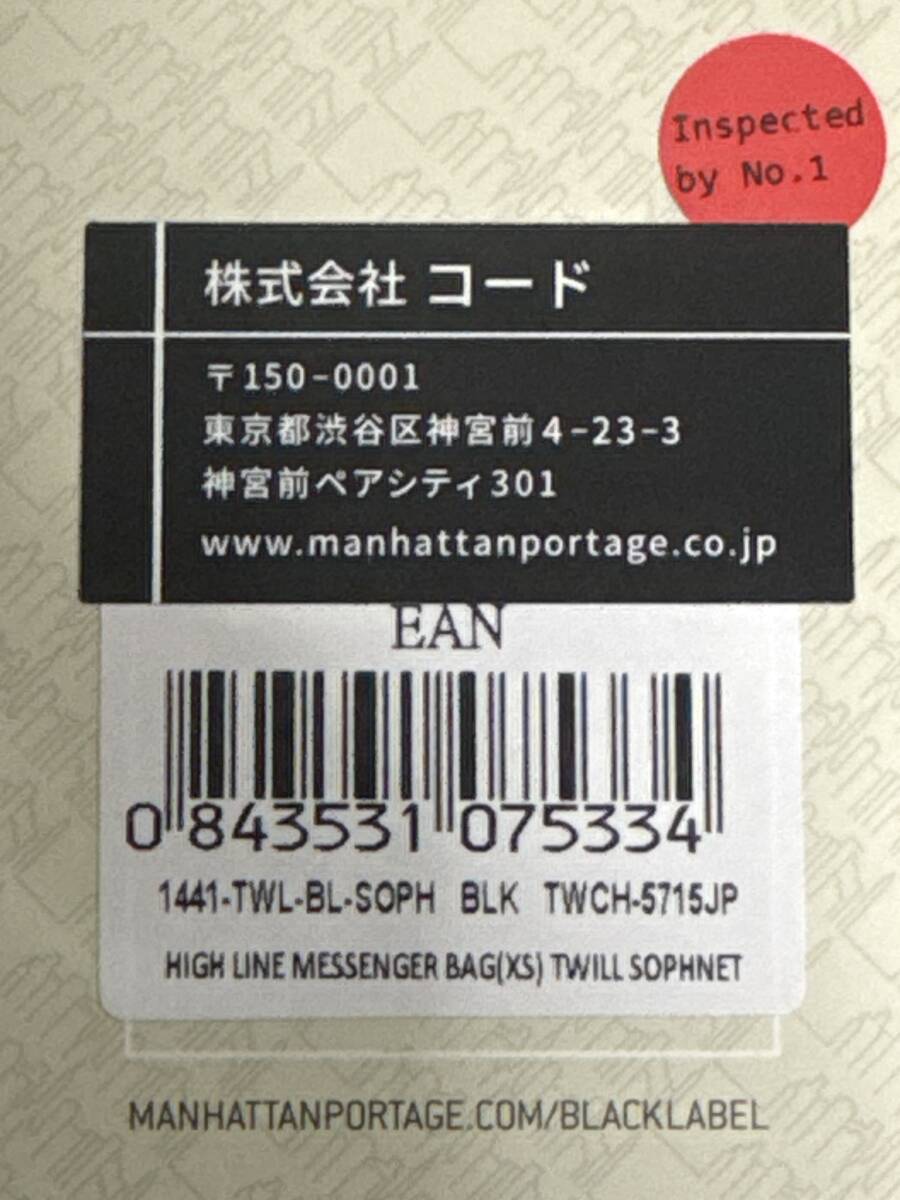 Inspected
by No.1
株式会社 コード
〒150-0001
東京都渋谷区神宮前4-23-3
神宮前ペアシティ301
www.manhattanportage.co.jp
EAN
0 843531 075334
1441-TWL-BL-SOPH BLK TWCH-5715JP
HIGH LINE MESSENGER BAG(XS) TWILL SOPHNET
MANHATTANPORTAGE.COM/BLACKLABEL